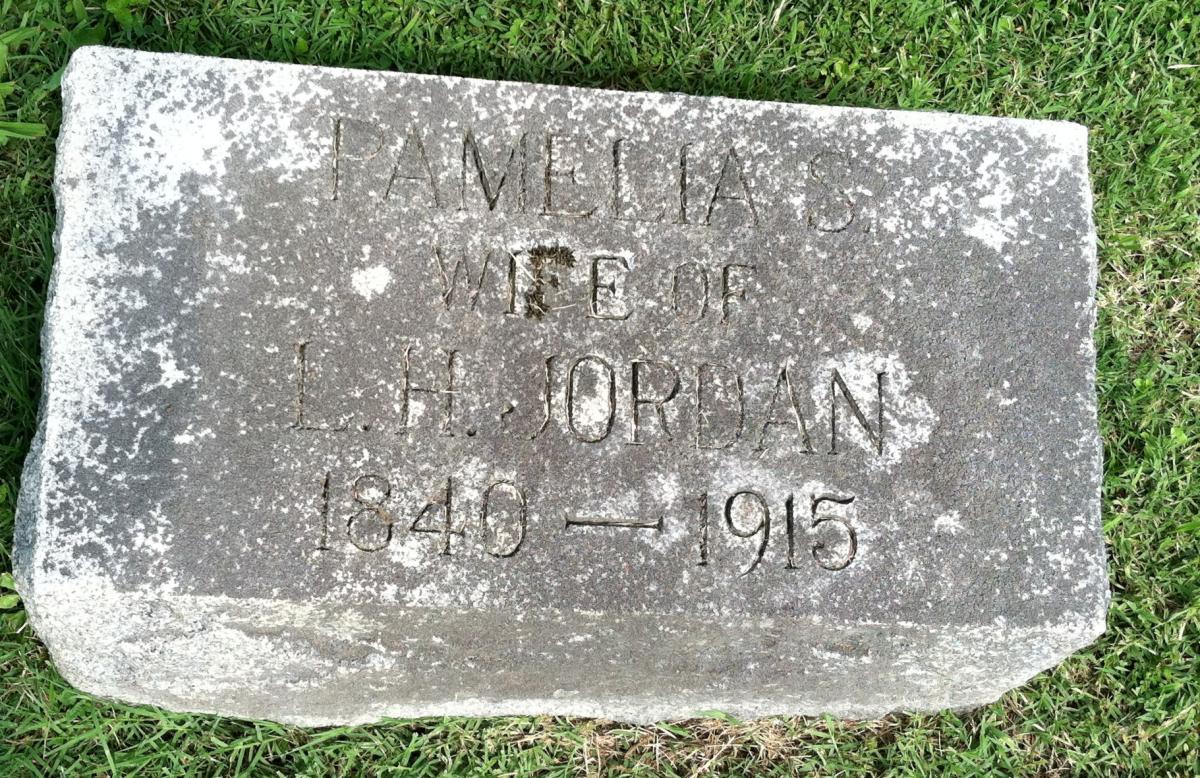 PAMELIA S.
WIFE OF
L. H. JORDAN
1840 — 1915